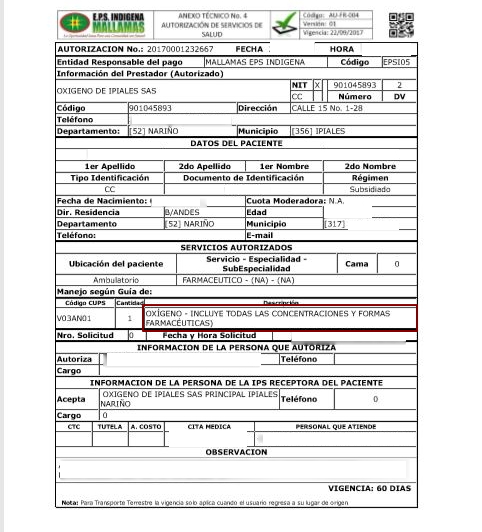 E.P.S. INDIGENA
MALLAMAS
ANEXO TÉCNICO No. 4
AUTORIZACIÓN DE SERVICIOS DE
SALUD
Código: AU-FR-004
Versión: 01
Vigencia: 22/09/2017
AUTORIZACION No.: 20170001232667 FECHA HORA
Entidad Responsable del pago MALLAMAS EPS INDIGENA Código EPSI05
Información del Prestador (Autorizado)
OXIGENO DE IPIALES SAS NIT X 901045893 2
CC Número DV
Código 901045893 Dirección CALLE 15 No. 1-28
Teléfono
Departamento: [52] NARIÑO Municipio [356] IPIALES
DATOS DEL PACIENTE
1er Apellido 2do Apellido 1er Nombre 2do Nombre
Tipo Identificación Documento de Identificación Régimen
CC Subsidiado
Fecha de Nacimiento: Cuota Moderadora: N.A.
Dir. Residencia B/ANDES Edad
Departamento [52] NARIÑO Municipio [317]
Teléfono: E-mail
SERVICIOS AUTORIZADOS
Ubicación del paciente Servicio - Especialidad - SubEspecialidad Cama 0
Ambulatorio FARMACEUTICO - (NA) - (NA)
Manejo según Guia de:
Código CUPS Cantidad Descripción
V03AN01 1 OXÍGENO - INCLUYE TODAS LAS CONCENTRACIONES Y FORMAS
FARMACÉUTICAS)
Nro. Solicitud 0 Fecha y Hora Solicitud
INFORMACION DE LA PERSONA QUE AUTORIZA
Autoriza Teléfono
Cargo
INFORMACION DE LA PERSONA DE LA IPS RECEPTORA DEL PACIENTE
Acepta OXIGENO DE IPIALES SAS PRINCIPAL IPIALES NARIÑO Teléfono 0
Cargo 0
CTC TUTELA A. COSTO CITA MEDICA PERSONAL QUE ATIENDE
OBSERVACION
VIGENCIA: 60 DIAS
Nota: Para Transporte Terrestre la vigencia solo aplica cuando el usuario regresa a su lugar de origen